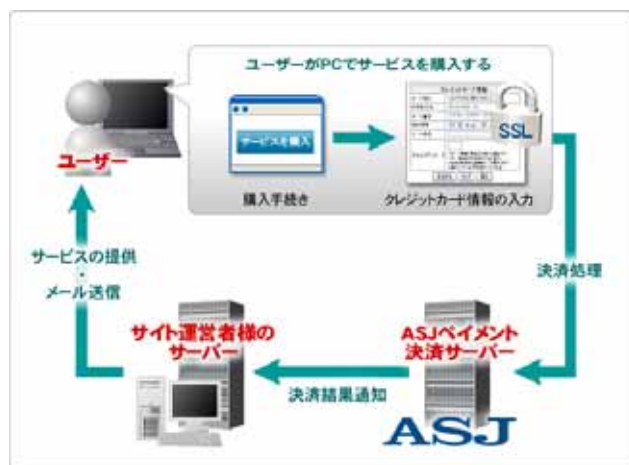 ユーザーがPCでサービスを購入する
サービスを購入
SSL
ユーザー
購入手続き
クレジットカード情報の入力
サービスの提供
・
メール送信
決済処理
サイト運営者様の
サーバー
ASJペイメント
決済サーバー
決済結果通知
ASJ